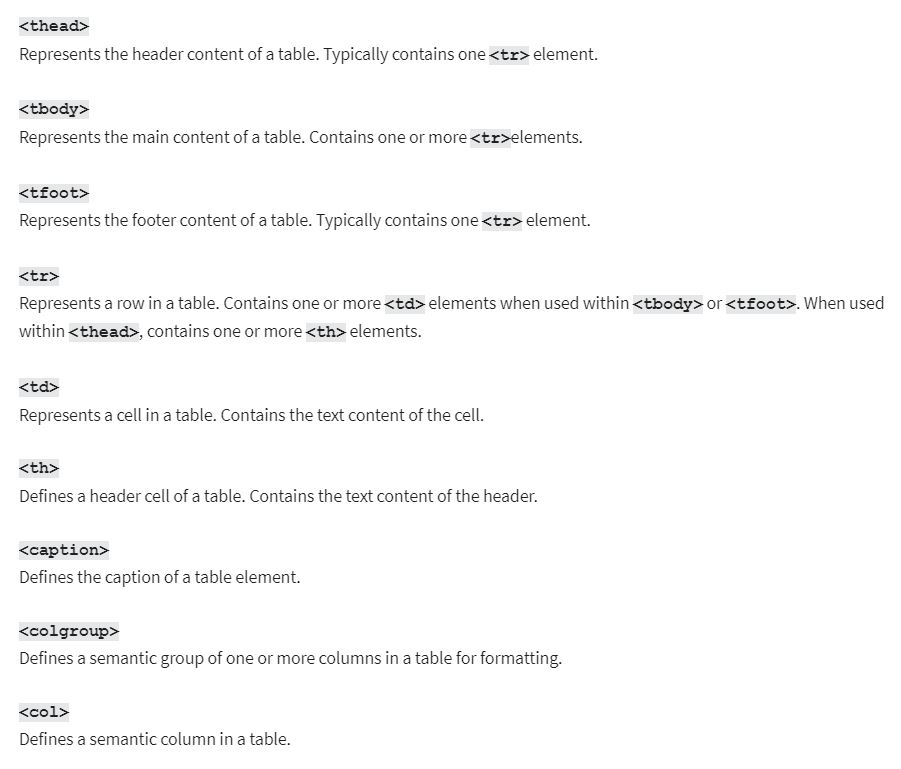 <thead>
Represents the header content of a table. Typically contains one <tr> element.
<tbody>
Represents the main content of a table. Contains one or more <tr>elements.
<tfoot>
Represents the footer content of a table. Typically contains one <tr> element.
<tr>
Represents a row in a table. Contains one or more <td> elements when used within <tbody> or <tfoot>. When used
within <thead>, contains one or more <th> elements.
<td>
Represents a cell in a table. Contains the text content of the cell.
<th>
Defines a header cell of a table. Contains the text content of the header.
<caption>
Defines the caption of a table element.
<colgroup>
Defines a semantic group of one or more columns in a table for formatting.
<col>
Defines a semantic column in a table.